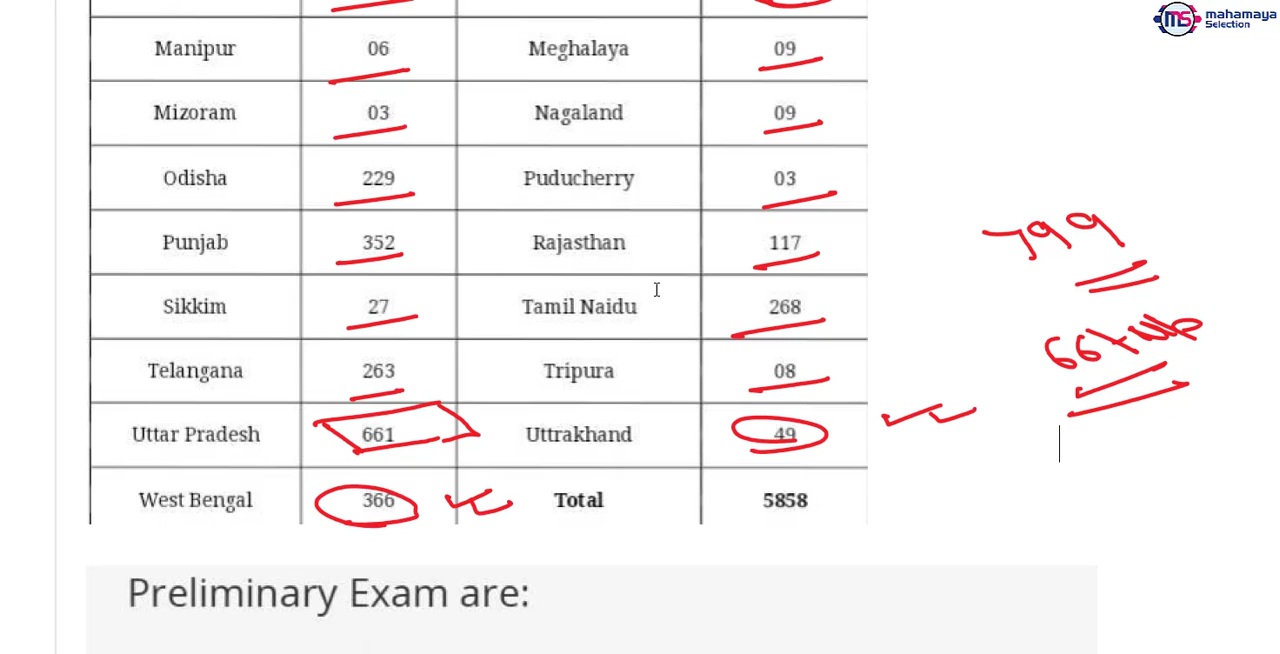 MS mahamaya
Selection
Manipur 06 Meghalaya 09
Mizoram 03 Nagaland 09
Odisha 229 Puducherry 03
Punjab 352 Rajasthan 117
799
Sikkim 27 Tamil Naidu 268
Telangana 263 Tripura 08
Uttar Pradesh 661 Uttrakhand 49
West Bengal 366 Total 5858
Preliminary Exam are: